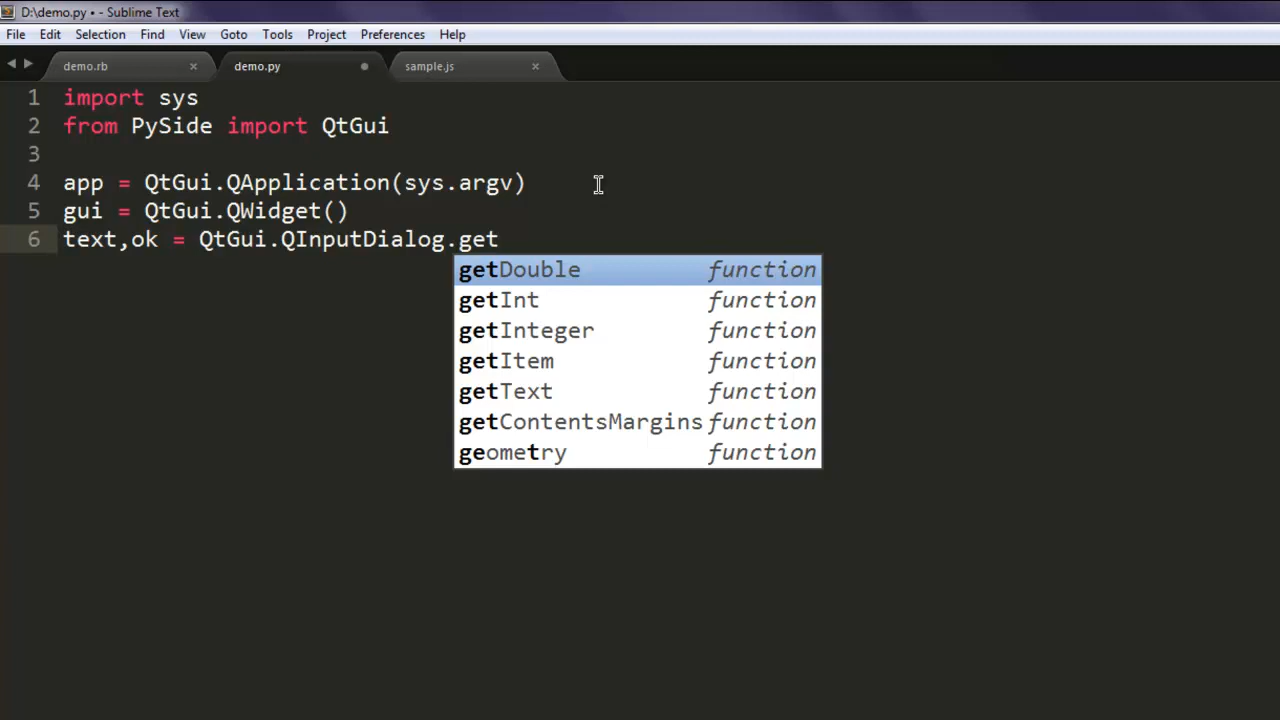 D:\demo.py • - Sublime Text
File Edit Selection Find View Goto Tools Project Preferences Help
demo.rb × demo.py sample.js ×
1 import sys
2 from PySide import QtGui
3
4 app = QtGui.QApplication(sys.argv)
5 gui = QtGui.QWidget()
6 text,ok = QtGui.QInputDialog.get
getDouble function
getInt function
getInteger function
getItem function
getText function
getContentsMargins function
geometry function